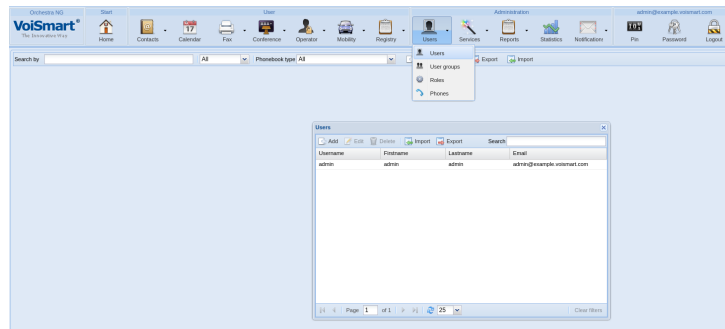 Orchestra NG
Start
User
Administration
admin@example.voismart.com
VoiSmart®
The Innovative Way
Home
Contacts
Calendar
Fax
Conference
Operator
Mobility
Registry
Users
Services
Reports
Statistics
Notifications
Pin
Password
Logout
17
Users
User groups
Roles
Phones
Search by
All
Phonebook type All
Export
Import
Users
Add Edit Delete Import Export Search
Username Firstname Lastname Email
admin admin admin admin@example.voismart.com
Page 1 of 1 25 Clear filters